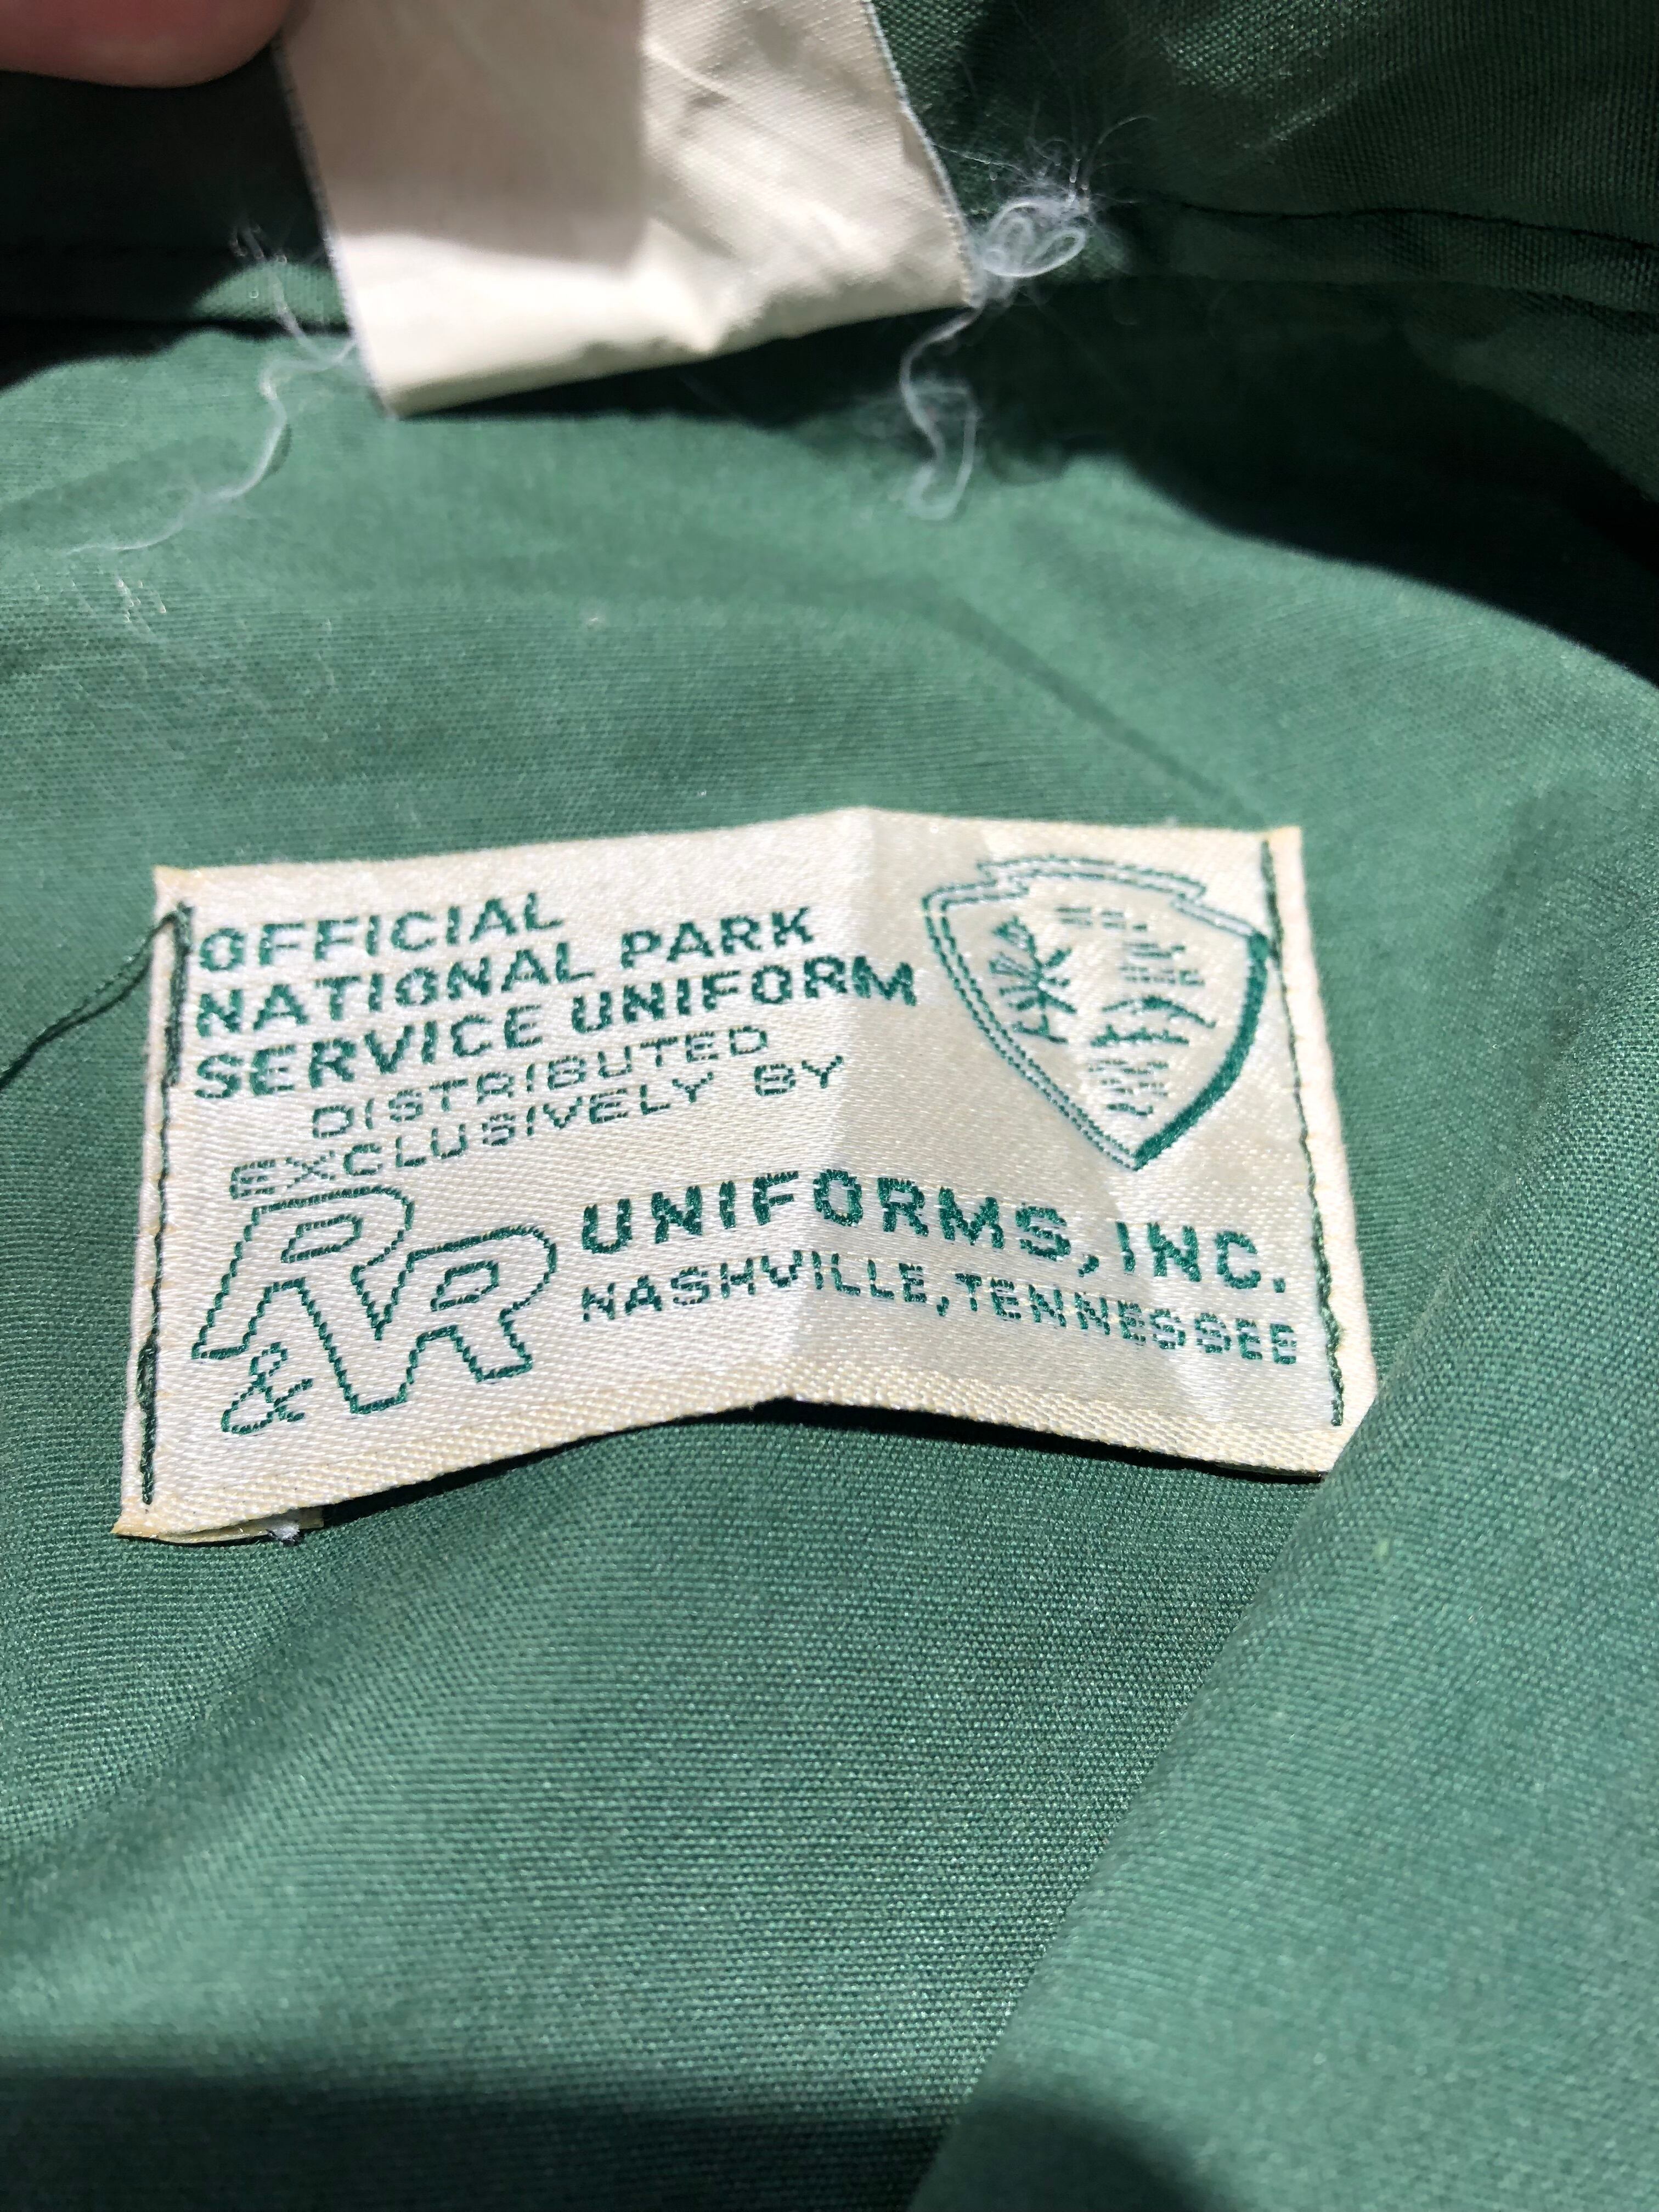 OFFICIAL
NATIONAL PARK
SERVICE UNIFORM
DISTRIBUTED
EXCLUSIVELY BY
R&R UNIFORMS, INC.
NASHVILLE, TENNESSEE